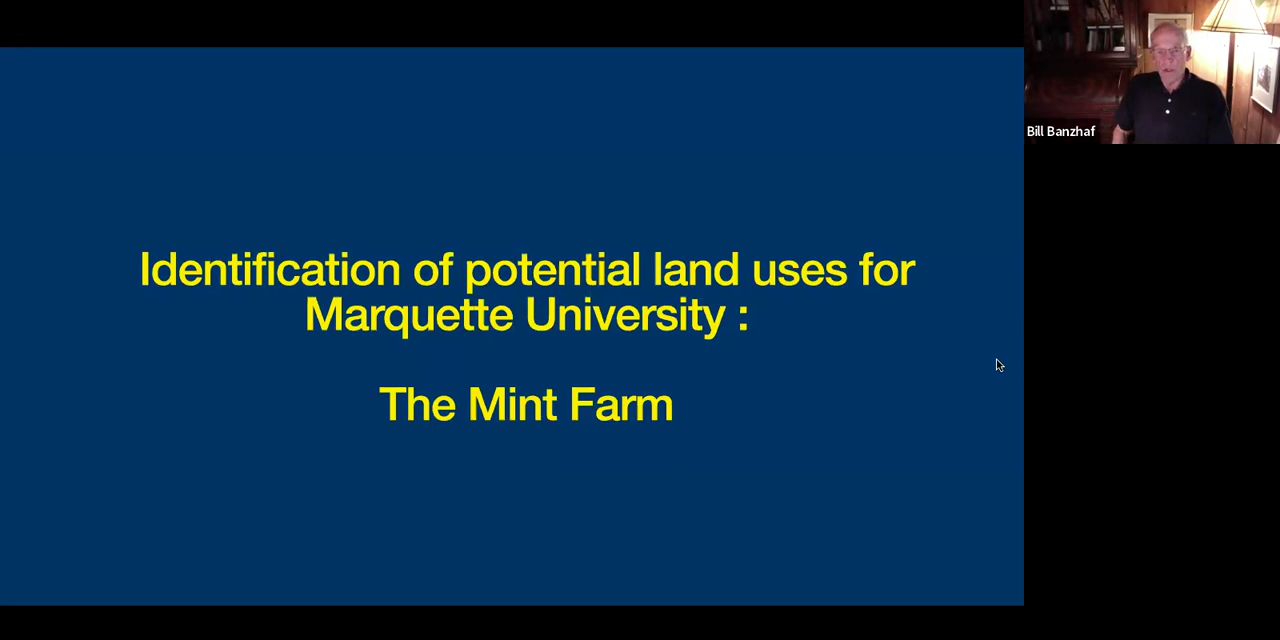 Identification of potential land uses for
Marquette University :
The Mint Farm
Bill Banzhaf